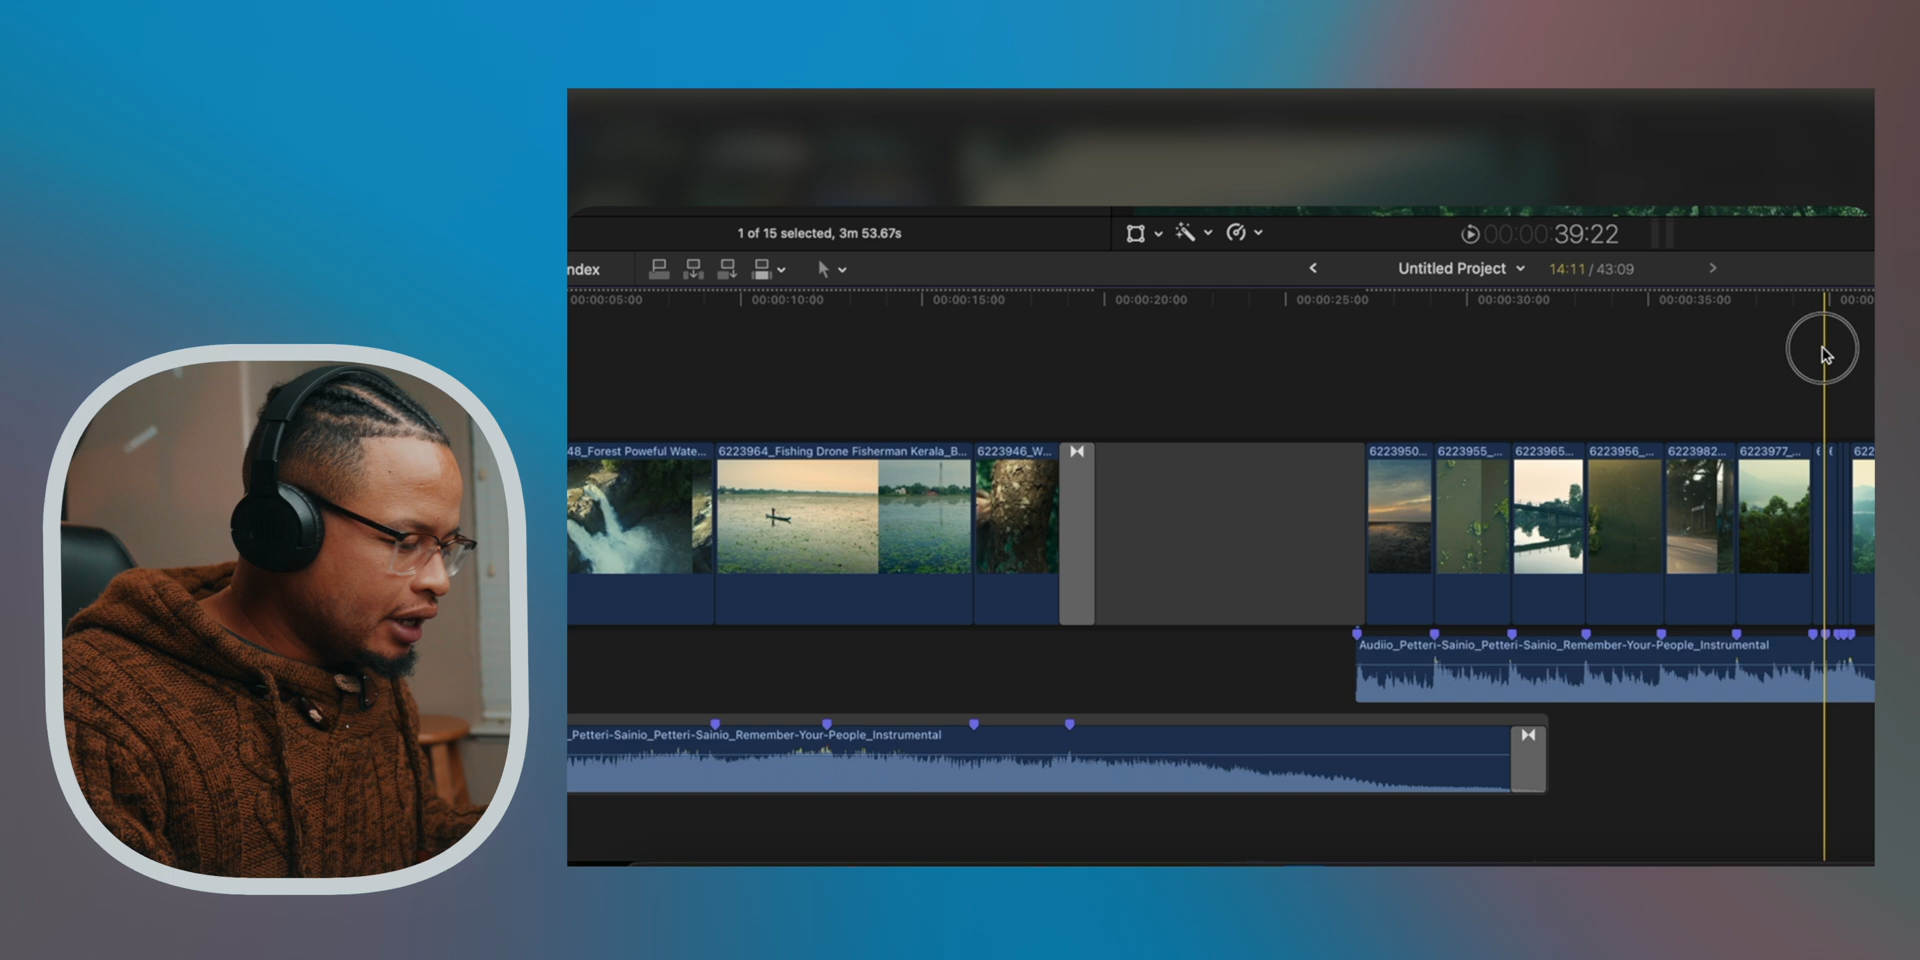 1 of 15 selected, 3m 53.67s
00:00:00:39:22
ndex
Untitled Project
14:11 / 43:09
00:00:05:00
00:00:10:00
00:00:15:00
00:00:20:00
00:00:25:00
00:00:30:00
00:00:35:00
00:00
48_Forest Poweful Wate...
6223964_Fishing Drone Fisherman Kerala_B...
6223946_W...
6223950...
6223955_...
6223965...
6223956_...
6223982...
6223977_...
6
6
622
Audiio_Petteri-Sainio_Petteri-Sainio_Remember-Your-People_Instrumental
_Petteri-Sainio_Petteri-Sainio_Remember-Your-People_Instrumental